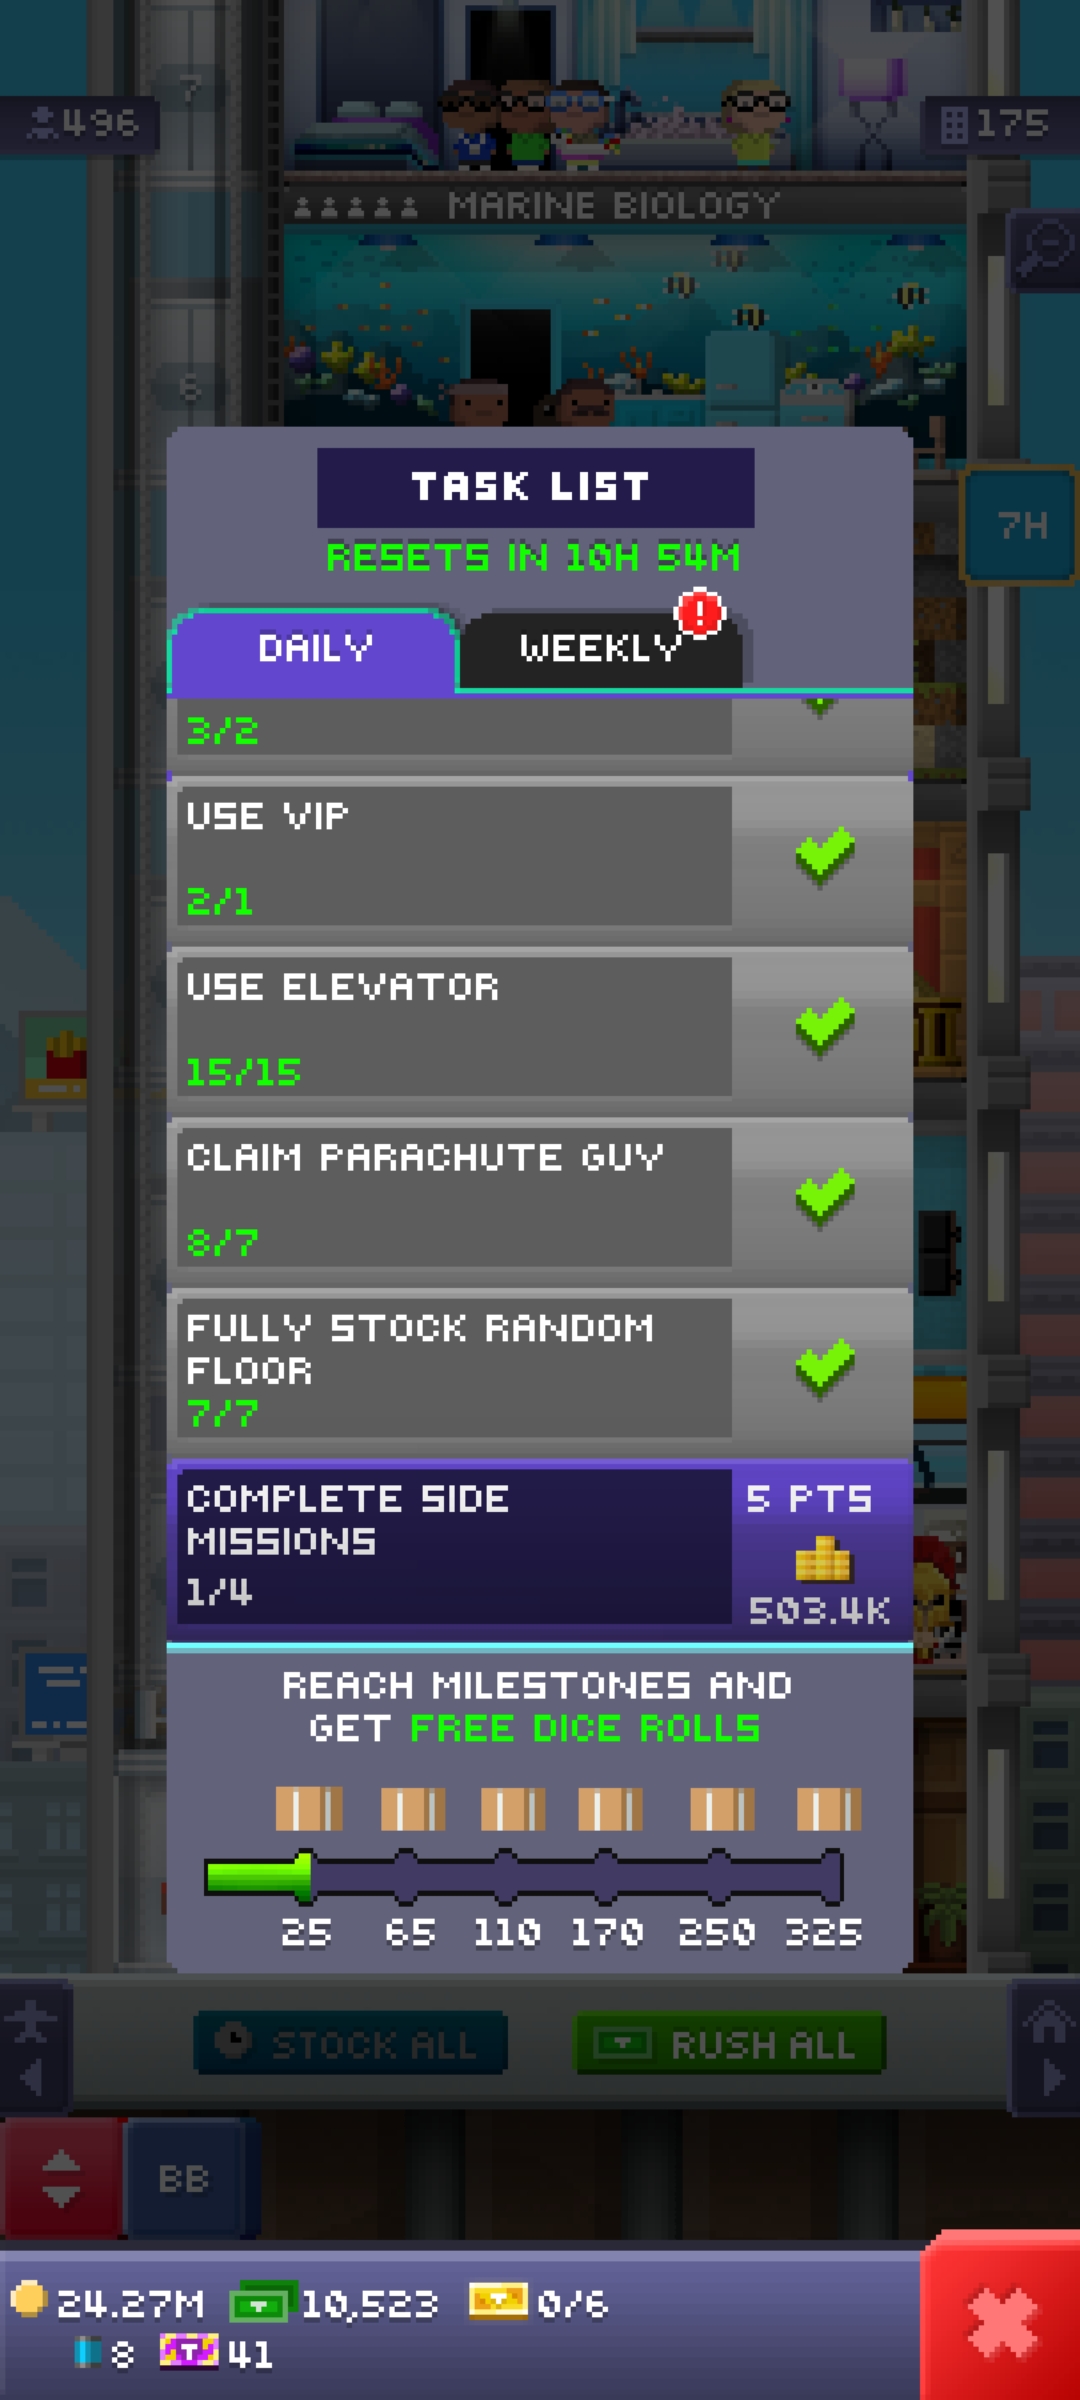 7
496
175
MARINE BIOLOGY
6
TASK LIST
RESETS IN 10H 54M
7H
DAILY
WEEKLY
!
3/2
USE VIP
2/1
USE ELEVATOR
15/15
CLAIM PARACHUTE GUY
8/7
FULLY STOCK RANDOM
FLOOR
7/7
COMPLETE SIDE
MISSIONS
1/4
5 PTS
503.4K
REACH MILESTONES AND
GET FREE DICE ROLLS
25 65 110 170 250 325
STOCK ALL
RUSH ALL
BB
24.27M 10,523 0/6
8 T 41